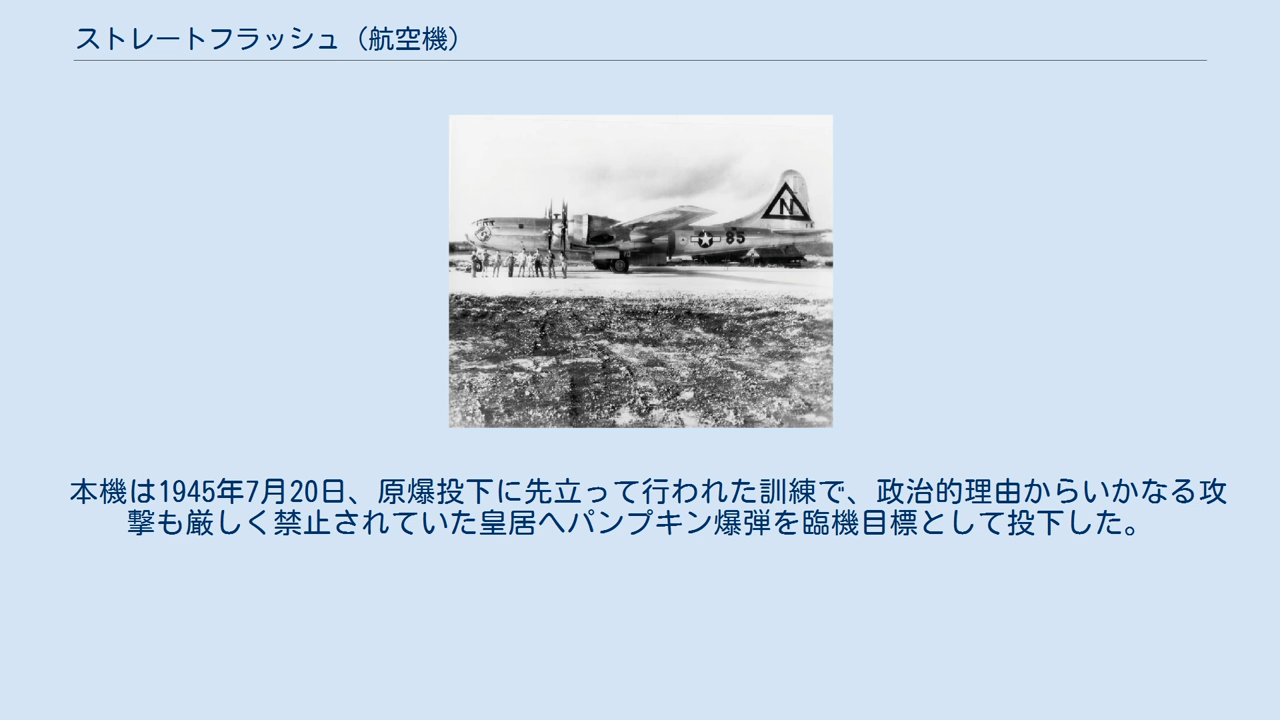 ストレートフラッシュ（航空機）
N
85
本機は1945年7月20日、原爆投下に先立って行われた訓練で、政治的理由からいかなる攻
撃も厳しく禁止されていた皇居へパンプキン爆弾を臨機目標として投下した。